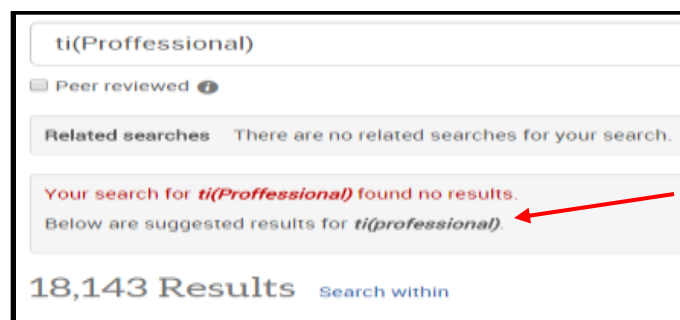 ti(Proffessional)
Peer reviewed
Related searches There are no related searches for your search.
Your search for ti(Proffessional) found no results.
Below are suggested results for ti(professional).
18,143 Results Search within